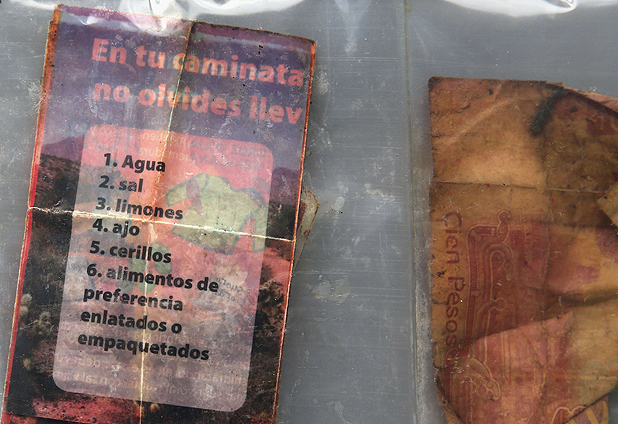 En tu caminata
no olvides llev
1. Agua
2. sal
3. limones
4. ajo
5. cerillos
6. alimentos de
preferencia
enlatados o
empaquetados
Cien Pesos